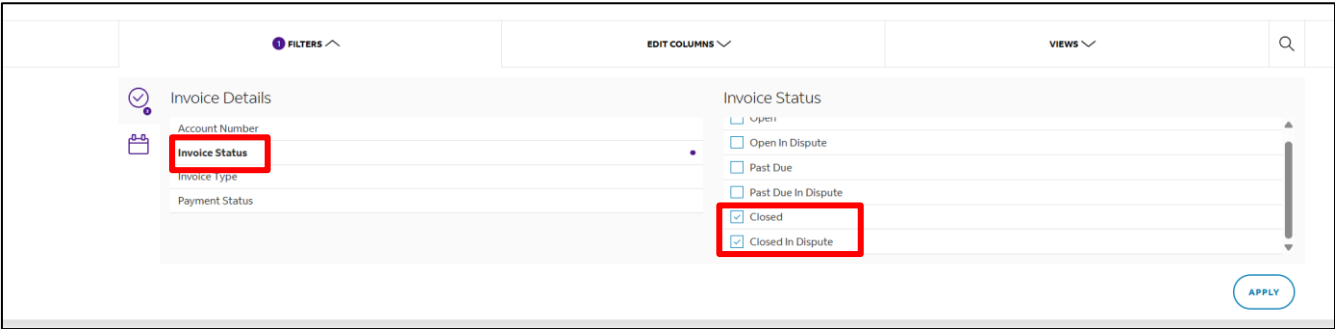 1 FILTERS
EDIT COLUMNS
VIEWS
Invoice Details
Account Number
Invoice Status
Invoice Type
Payment Status
Invoice Status
Open
Open In Dispute
Past Due
Past Due In Dispute
Closed
Closed In Dispute
APPLY